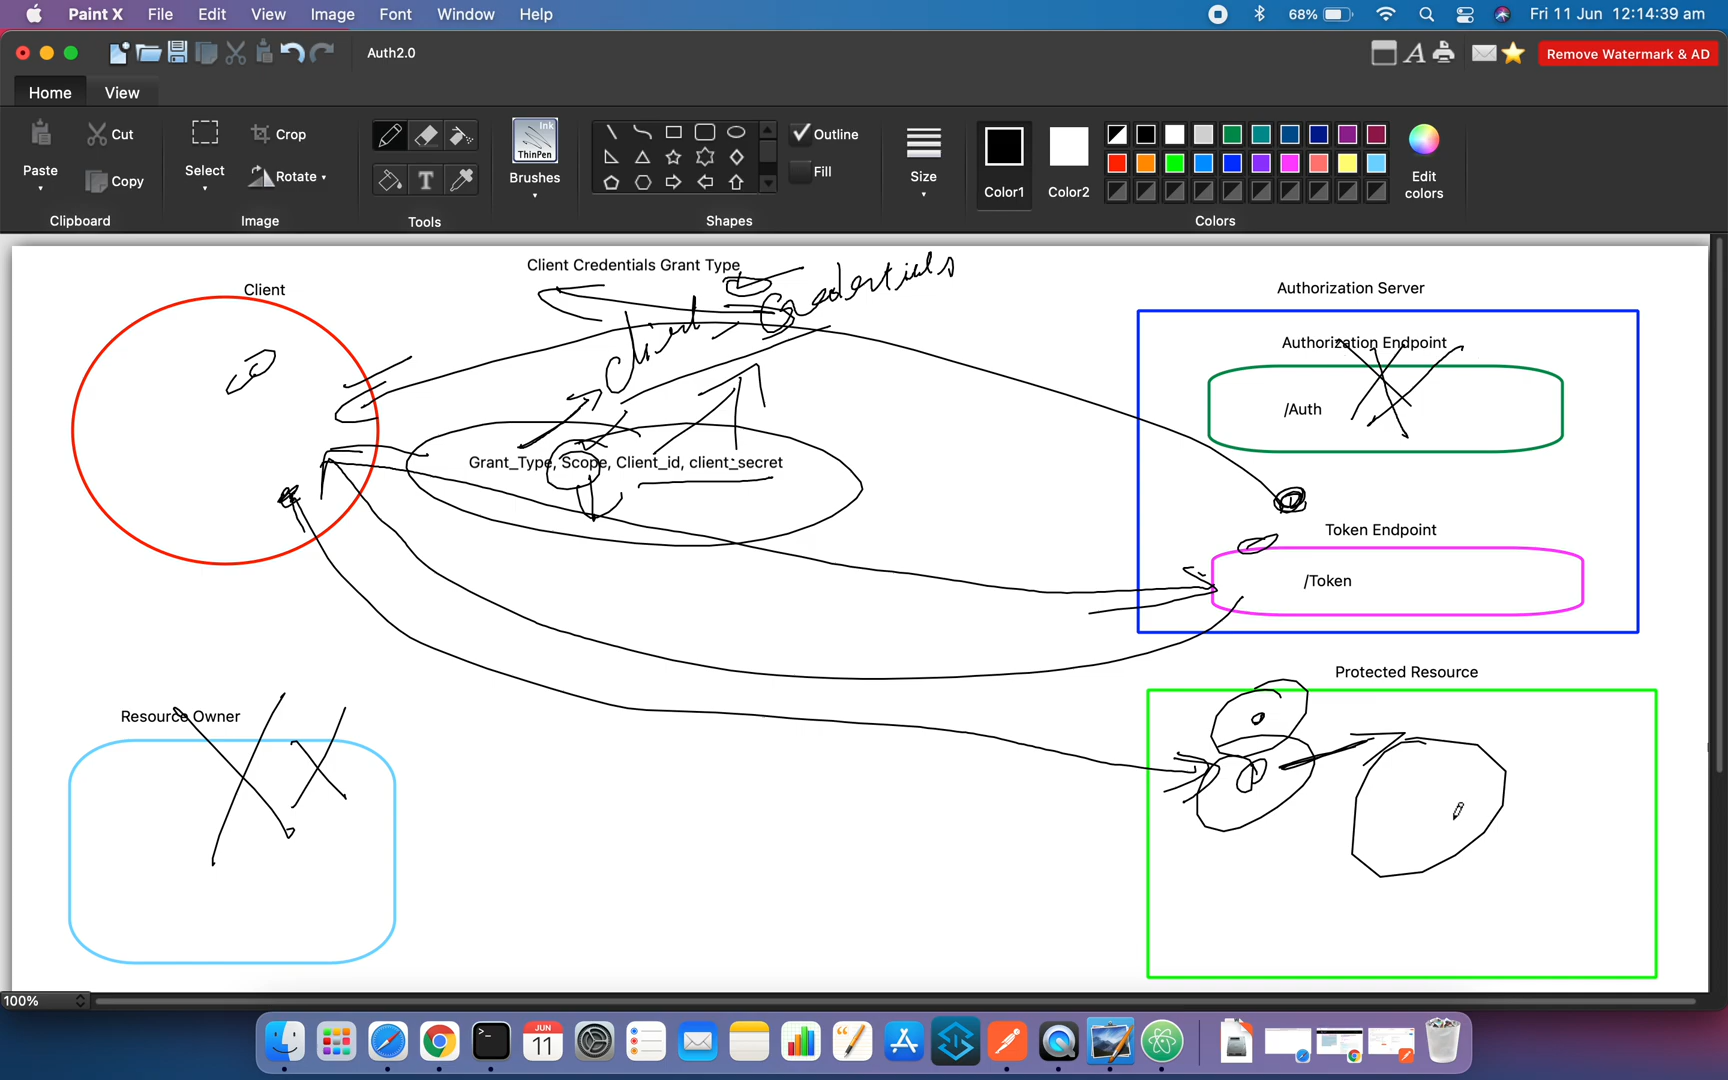 Paint X File Edit View Image Font Window Help 68% Fri 11 Jun 12:14:39 am
Auth2.0 Remove Watermark & AD
Home View
Paste Cut Copy Clipboard
Select Crop Rotate Image
Tools
Ink
ThinPen
Brushes
Outline
Fill
Shapes
Size
Color1 Color2
Edit colors
Colors
Client Credentials Grant Type
Client
Client Credentials
Authorization Server
Authorization Endpoint
/Auth
Grant_Type, Scope, Client_id, client_secret
Token Endpoint
/Token
Resource Owner
Protected Resource
100%
JUN
11